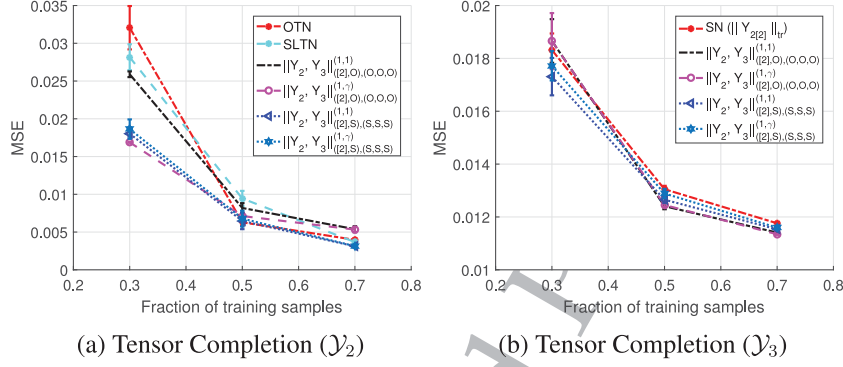 0.035
0.03
0.025
0.02
0.015
0.01
0.005
0
MSE
0.2 0.3 0.4 0.5 0.6 0.7 0.8
Fraction of training samples
OTN
SLTN
||Y₂, Y₃||^(1,1)_([2],O),(O,O,O)
||Y₂, Y₃||^(1,γ)_([2],O),(O,O,O)
||Y₂, Y₃||^(1,1)_([2],S),(S,S,S)
||Y₂, Y₃||^(1,γ)_([2],S),(S,S,S)
(a) Tensor Completion (𝒴₂)
0.02
0.018
0.016
0.014
0.012
0.01
MSE
0.2 0.3 0.4 0.5 0.6 0.7 0.8
Fraction of training samples
SN (|| Y₂[₂] ||_tr)
||Y₂, Y₃||^(1,1)_([2],O),(O,O,O)
||Y₂, Y₃||^(1,γ)_([2],O),(O,O,O)
||Y₂, Y₃||^(1,1)_([2],S),(S,S,S)
||Y₂, Y₃||^(1,γ)_([2],S),(S,S,S)
(b) Tensor Completion (𝒴₃)